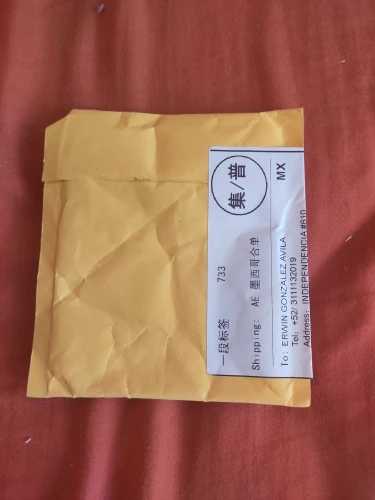 集/普
MX
一段标签 733
Shipping: AE 墨西哥合单
To: ERWIN GONZALEZ AVILA
Tel: +52/ 3111132019
Address: INDEPENDENCIA #610